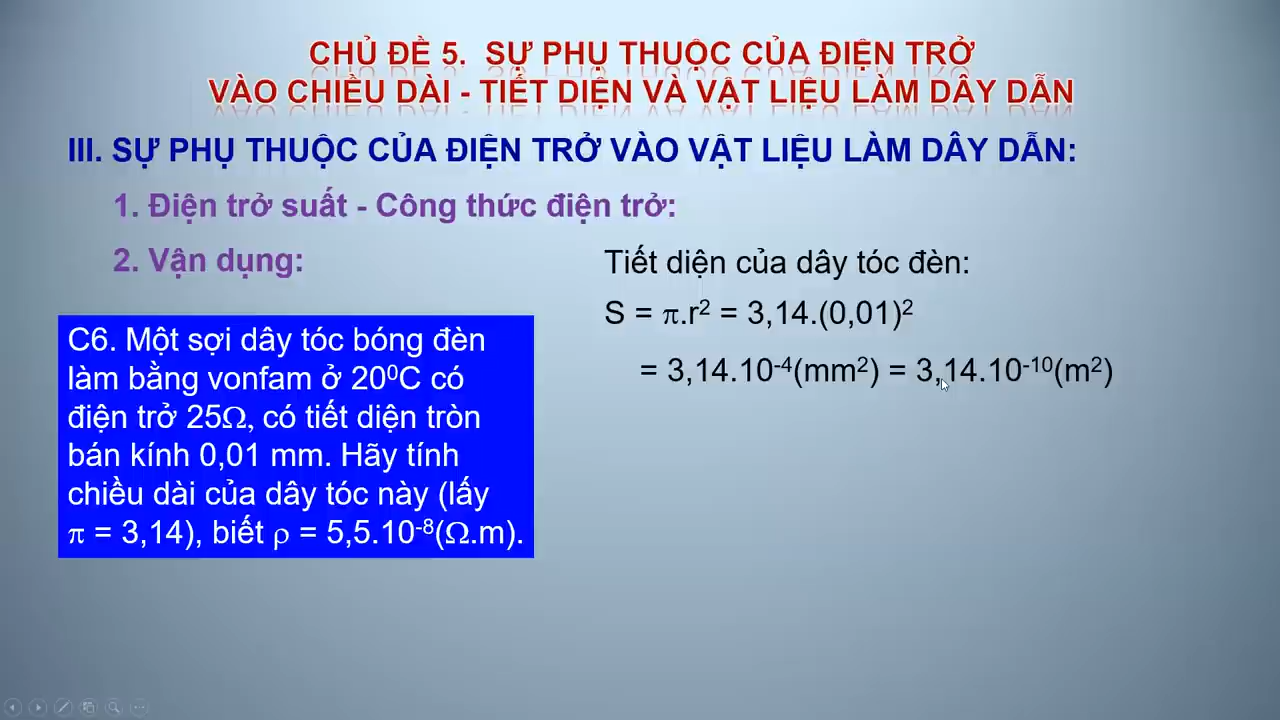 CHỦ ĐỀ 5. SỰ PHỤ THUỘC CỦA ĐIỆN TRỞ
VÀO CHIỀU DÀI - TIẾT DIỆN VÀ VẬT LIỆU LÀM DÂY DẪN
III. SỰ PHỤ THUỘC CỦA ĐIỆN TRỞ VÀO VẬT LIỆU LÀM DÂY DẪN:
1. Điện trở suất - Công thức điện trở:
2. Vận dụng:
C6. Một sợi dây tóc bóng đèn
làm bằng vonfam ở 20⁰C có
điện trở 25Ω, có tiết diện tròn
bán kính 0,01 mm. Hãy tính
chiều dài của dây tóc này (lấy
π = 3,14), biết ρ = 5,5.10⁻⁸(Ω.m).
Tiết diện của dây tóc đèn:
S = π.r² = 3,14.(0,01)²
= 3,14.10⁻⁴(mm²) = 3,14.10⁻¹⁰(m²)